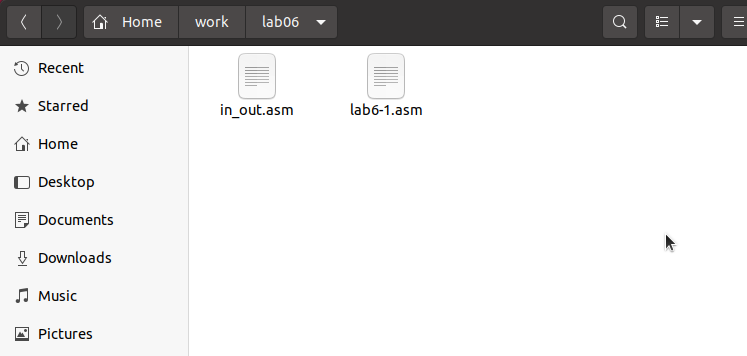 Home work lab06
Recent
Starred
Home
Desktop
Documents
Downloads
Music
Pictures
in_out.asm lab6-1.asm